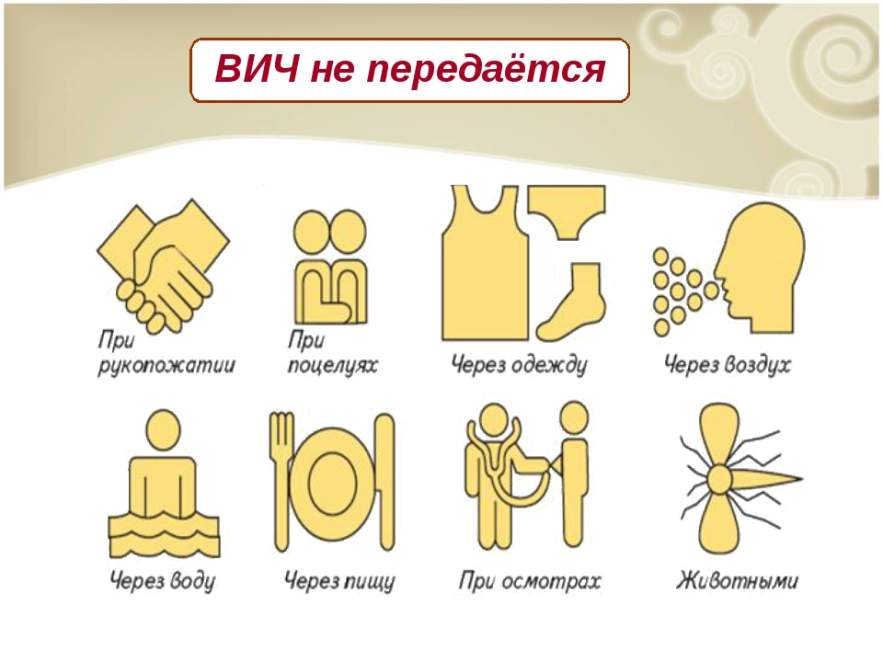 ВИЧ не передаётся
При
рукопожатии
При
поцелуях
Через одежду
Через воздух
Через воду
Через пищу
При осмотрах
Животными